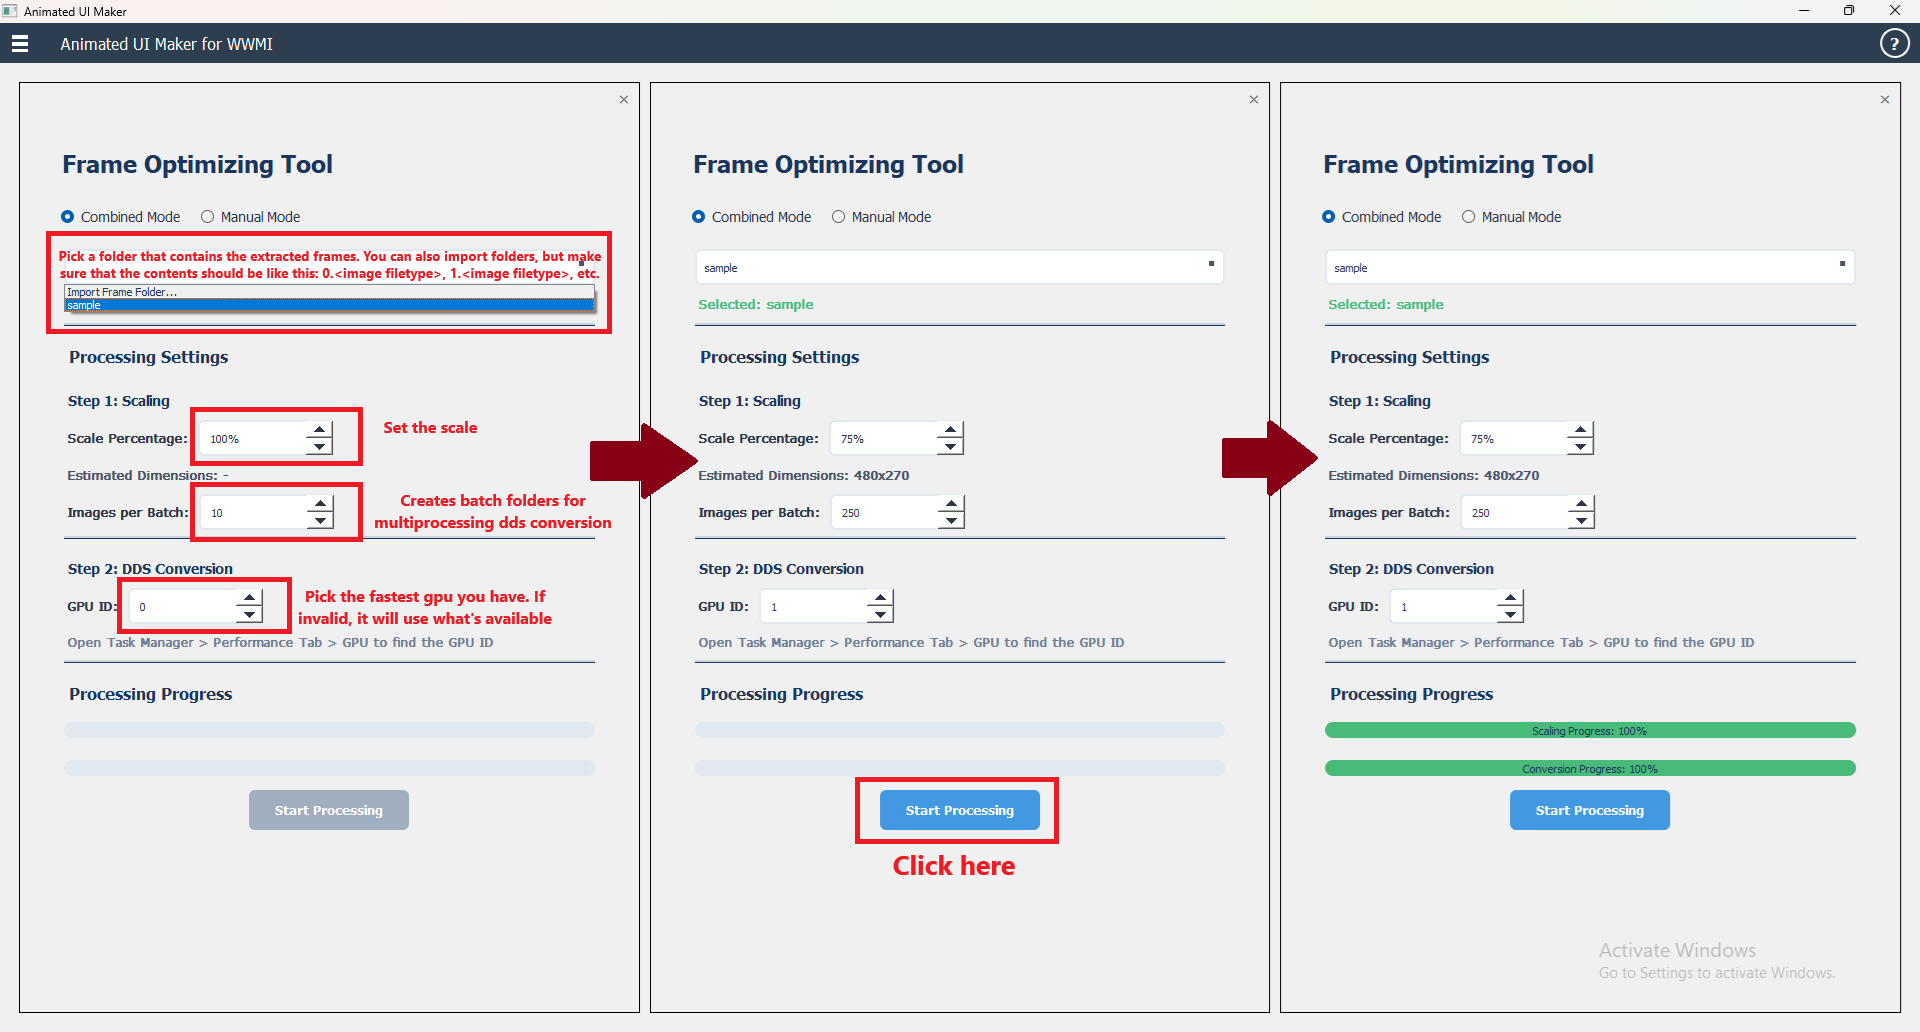 Animated UI Maker
Animated UI Maker for WWMI
?
Frame Optimizing Tool
Combined Mode
Manual Mode
Pick a folder that contains the extracted frames. You can also import folders, but make
sure that the contents should be like this: 0.<image filetype>, 1.<image filetype>, etc.
Import Frame Folder...
sample
Processing Settings
Step 1: Scaling
Scale Percentage:
100%
Set the scale
Estimated Dimensions: -
Images per Batch:
10
Creates batch folders for
multiprocessing dds conversion
Step 2: DDS Conversion
GPU ID:
0
Pick the fastest gpu you have. If
invalid, it will use what's available
Open Task Manager > Performance Tab > GPU to find the GPU ID
Processing Progress
Start Processing
Frame Optimizing Tool
Combined Mode
Manual Mode
sample
Selected: sample
Processing Settings
Step 1: Scaling
Scale Percentage:
75%
Estimated Dimensions: 480x270
Images per Batch:
250
Step 2: DDS Conversion
GPU ID:
1
Open Task Manager > Performance Tab > GPU to find the GPU ID
Processing Progress
Start Processing
Click here
Frame Optimizing Tool
Combined Mode
Manual Mode
sample
Selected: sample
Processing Settings
Step 1: Scaling
Scale Percentage:
75%
Estimated Dimensions: 480x270
Images per Batch:
250
Step 2: DDS Conversion
GPU ID:
1
Open Task Manager > Performance Tab > GPU to find the GPU ID
Processing Progress
Scaling Progress: 100%
Conversion Progress: 100%
Start Processing
Activate Windows
Go to Settings to activate Windows.